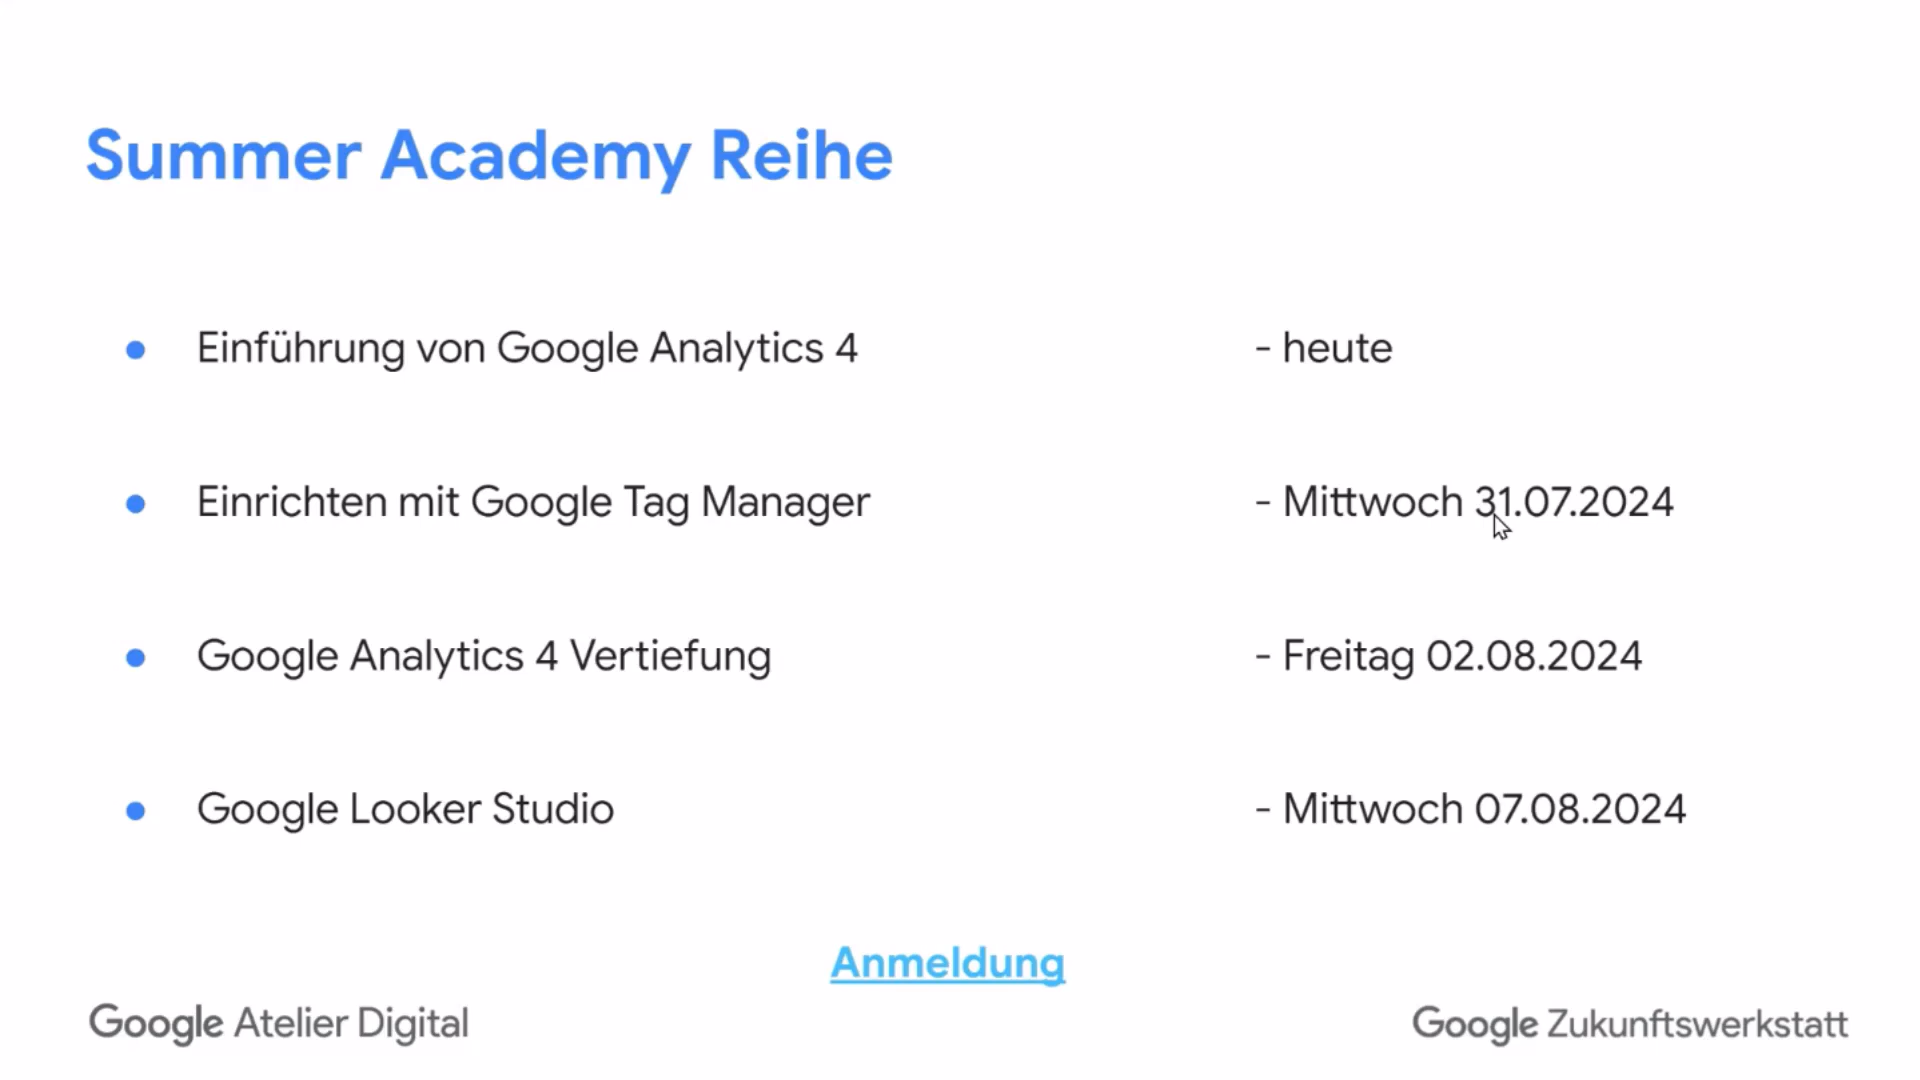 Summer Academy Reihe
● Einführung von Google Analytics 4 - heute
● Einrichten mit Google Tag Manager - Mittwoch 31.07.2024
● Google Analytics 4 Vertiefung - Freitag 02.08.2024
● Google Looker Studio - Mittwoch 07.08.2024
Anmeldung
Google Atelier Digital Google Zukunftswerkstatt